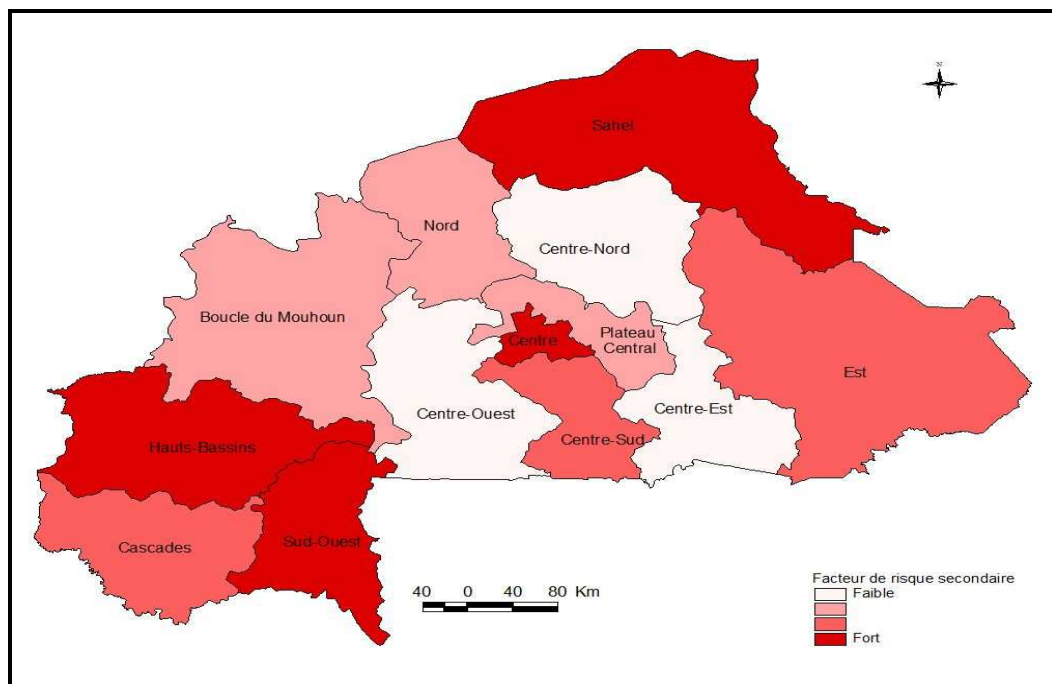 N
Sahel
Nord
Centre-Nord
Boucle du Mouhoun
Centre
Plateau
Central
Est
Centre-Ouest
Centre-Est
Hauts-Bassins
Centre-Sud
Cascades
Sud-Ouest
40 0 40 80 Km
Facteur de risque secondaire
Faible
Fort